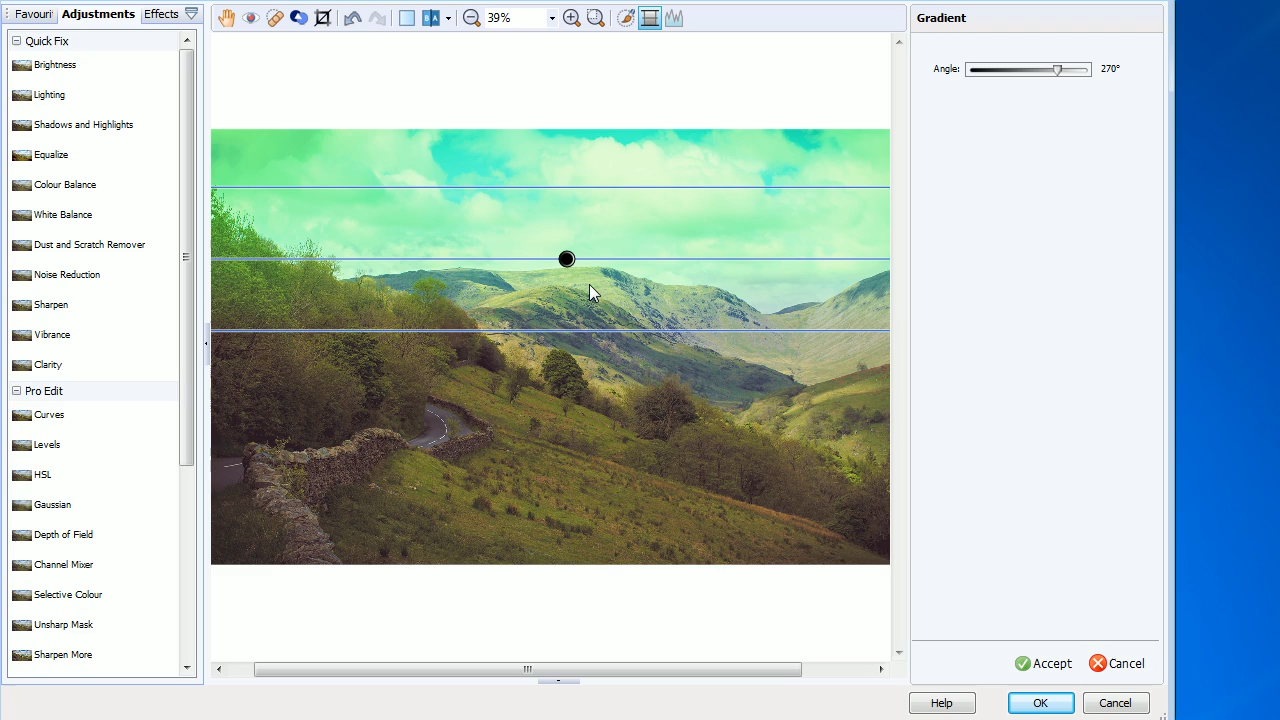 Favouri
Adjustments
Effects
BA
39%
Gradient
Angle:
270°
Quick Fix
Brightness
Lighting
Shadows and Highlights
Equalize
Colour Balance
White Balance
Dust and Scratch Remover
Noise Reduction
Sharpen
Vibrance
Clarity
Pro Edit
Curves
Levels
HSL
Gaussian
Depth of Field
Channel Mixer
Selective Colour
Unsharp Mask
Sharpen More
Accept
Cancel
Help
OK
Cancel